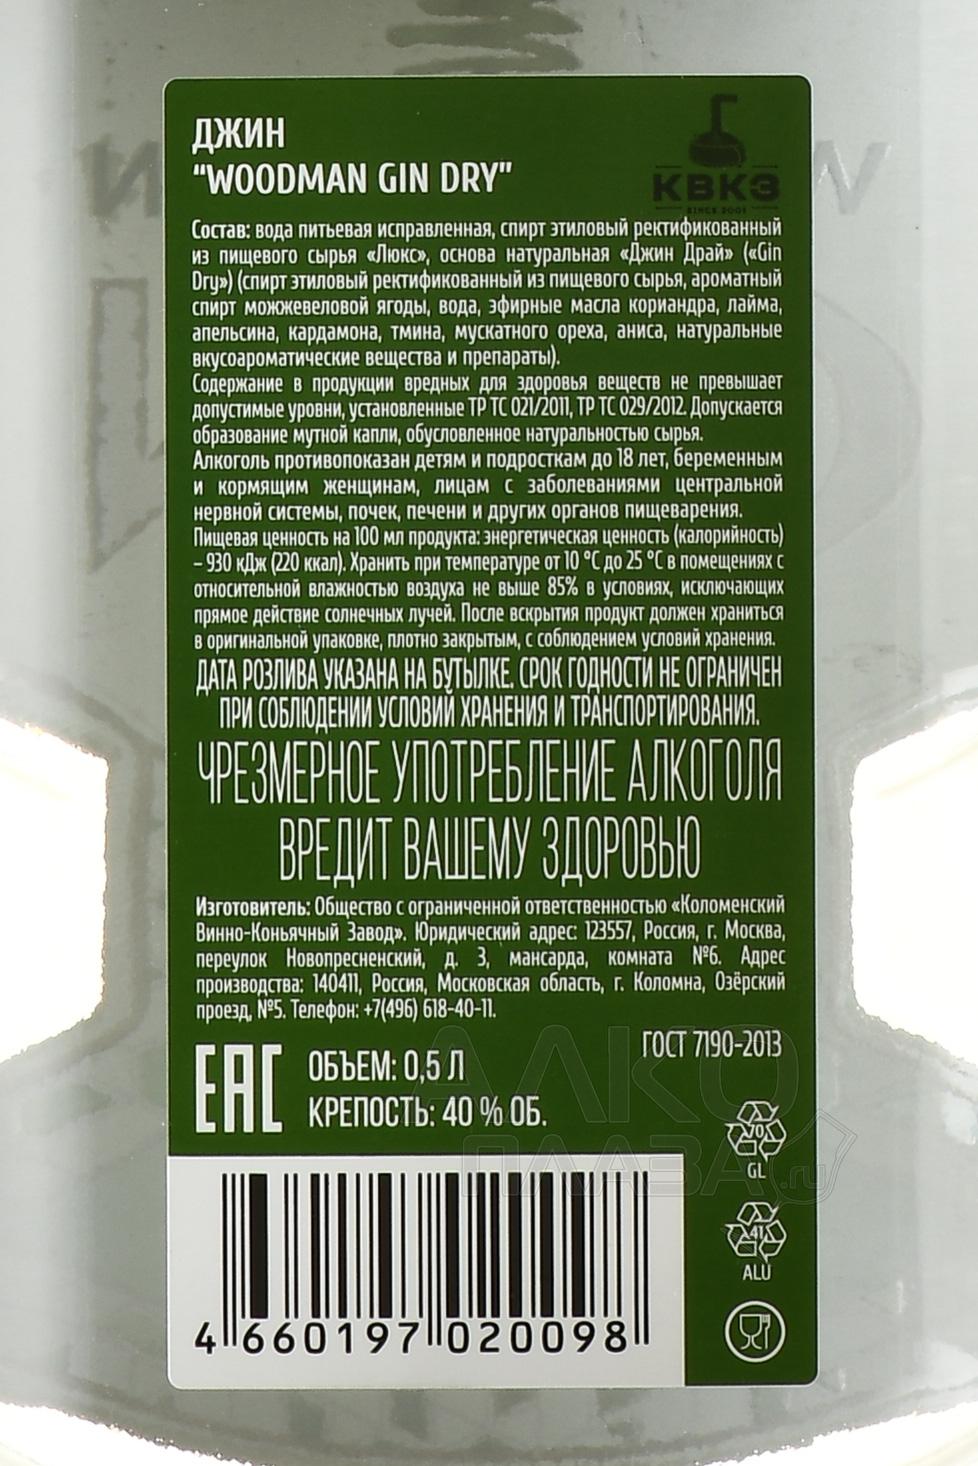 ДЖИН
“WOODMAN GIN DRY”
КВКЗ
SINCE 2001
Состав: вода питьевая исправленная, спирт этиловый ректификованный
из пищевого сырья «Люкс», основа натуральная «Джин Драй» («Gin
Dry») (спирт этиловый ректификованный из пищевого сырья, ароматный
спирт можжевеловой ягоды, вода, эфирные масла кориандра, лайма,
апельсина, кардамона, тмина, мускатного ореха, аниса, натуральные
вкусоароматические вещества и препараты).
Содержание в продукции вредных для здоровья веществ не превышает
допустимые уровни, установленные ТР ТС 021/2011, ТР ТС 029/2012. Допускается
образование мутной капли, обусловленное натуральностью сырья.
Алкоголь противопоказан детям и подросткам до 18 лет, беременным
и кормящим женщинам, лицам с заболеваниями центральной
нервной системы, почек, печени и других органов пищеварения.
Пищевая ценность на 100 мл продукта: энергетическая ценность (калорийность)
– 930 кДж (220 ккал). Хранить при температуре от 10 °С до 25 °С в помещениях с
относительной влажностью воздуха не выше 85% в условиях, исключающих
прямое действие солнечных лучей. После вскрытия продукт должен храниться
в оригинальной упаковке, плотно закрытым, с соблюдением условий хранения.
ДАТА РОЗЛИВА УКАЗАНА НА БУТЫЛКЕ. СРОК ГОДНОСТИ НЕ ОГРАНИЧЕН
ПРИ СОБЛЮДЕНИИ УСЛОВИЙ ХРАНЕНИЯ И ТРАНСПОРТИРОВАНИЯ.
ЧРЕЗМЕРНОЕ УПОТРЕБЛЕНИЕ АЛКОГОЛЯ
ВРЕДИТ ВАШЕМУ ЗДОРОВЬЮ
Изготовитель: Общество с ограниченной ответственностью «Коломенский
Винно-Коньячный Завод». Юридический адрес: 123557, Россия, г. Москва,
переулок Новопресненский, д. 3, мансарда, комната №6. Адрес
производства: 140411, Россия, Московская область, г. Коломна, Озёрский
проезд, №5. Телефон: +7(496) 618-40-11.
ГОСТ 7190-2013
ЕАС
ОБЪЕМ: 0,5 Л
КРЕПОСТЬ: 40 % ОБ.
70
GL
41
ALU
4 660197 020098
АЛКО
ПЛАЗА.ru